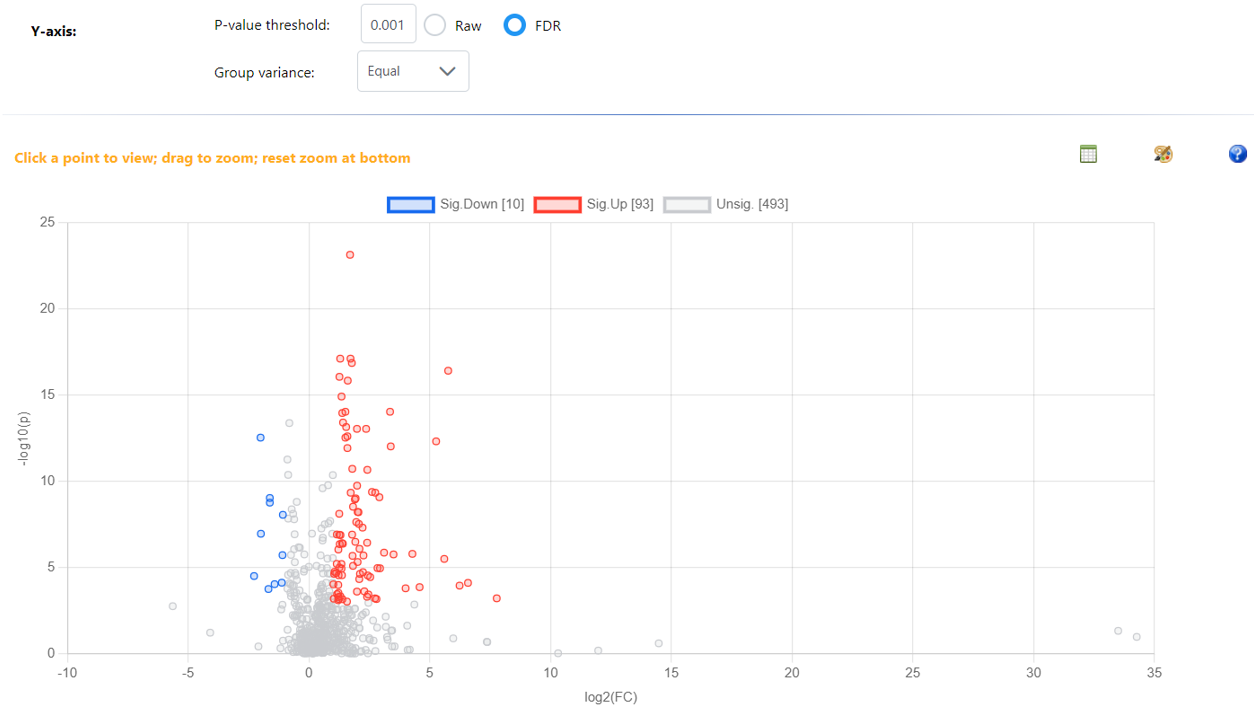 Y-axis:
P-value threshold: 0.001 Raw FDR
Group variance: Equal
Click a point to view; drag to zoom; reset zoom at bottom
?
Sig.Down [10] Sig.Up [93] Unsig. [493]
25
20
15
10
5
0
-log10(p)
-10 -5 0 5 10 15 20 25 30 35
log2(FC)